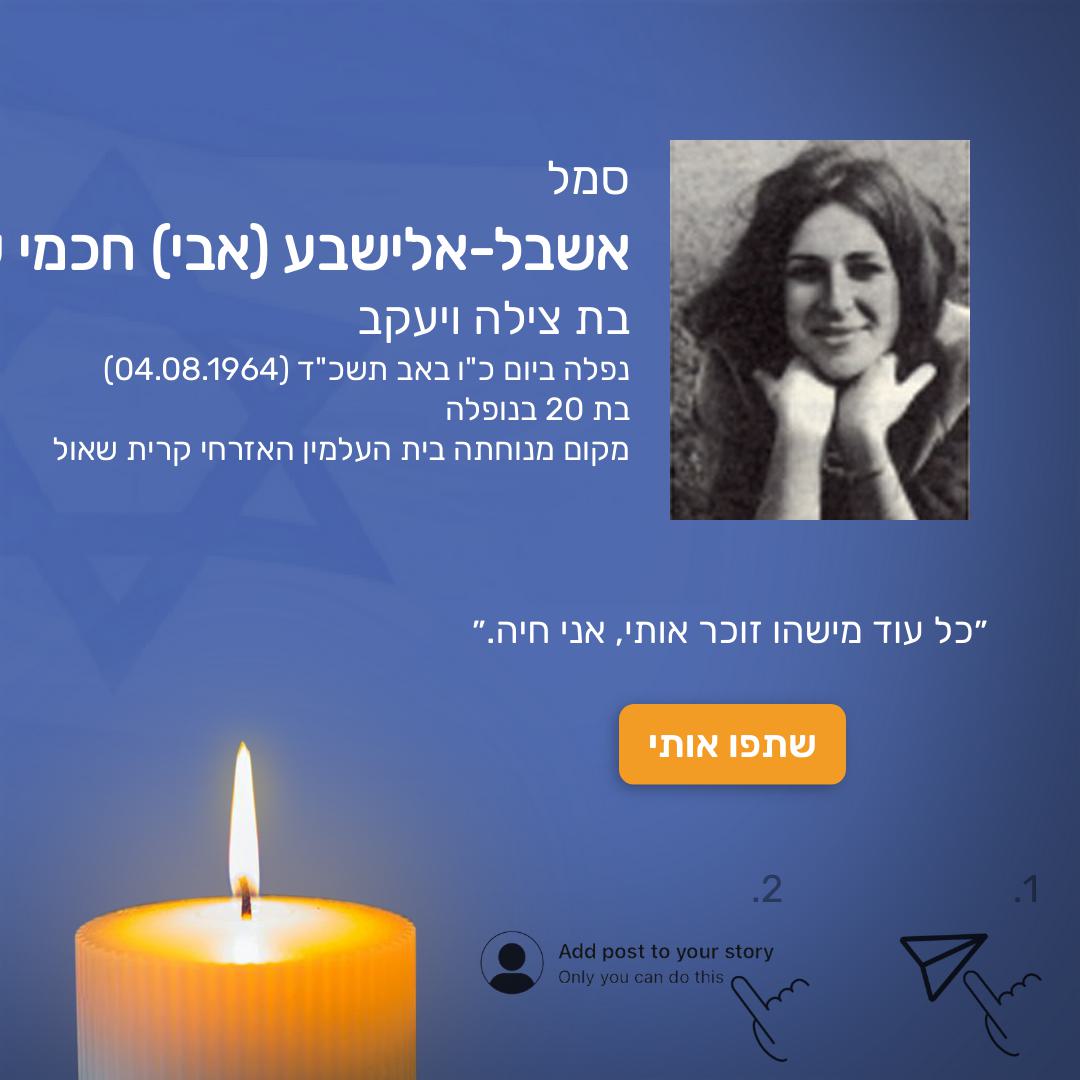 סמל
אשבל-אלישבע (אבי) חכמי
בת צילה ויעקב
נפלה ביום כ"ו באב תשכ"ד (04.08.1964)
בת 20 בנופלה
מקום מנוחתה בית העלמין האזרחי קרית שאול
״כל עוד מישהו זוכר אותי, אני חיה.״
שתפו אותי
1.
2.
Add post to your story
Only you can do this